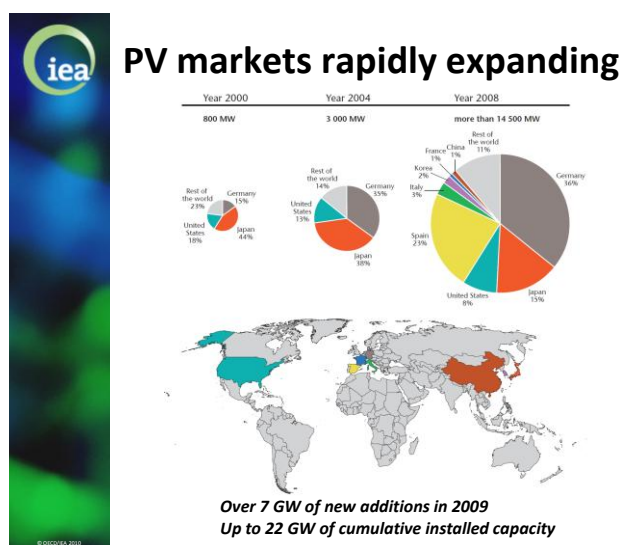 iea
PV markets rapidly expanding
Year 2000
Year 2004
Year 2008
800 MW
3 000 MW
more than 14 500 MW
Rest of
the world
23%
Germany
15%
Japan
44%
United
States
18%
Rest of
the world
14%
Germany
35%
United
States
13%
Japan
38%
Rest of
the world
11%
China
1%
France
1%
Korea
2%
Italy
3%
Spain
23%
United States
8%
Japan
15%
Germany
36%
Over 7 GW of new additions in 2009
Up to 22 GW of cumulative installed capacity
© OECD/IEA 2010